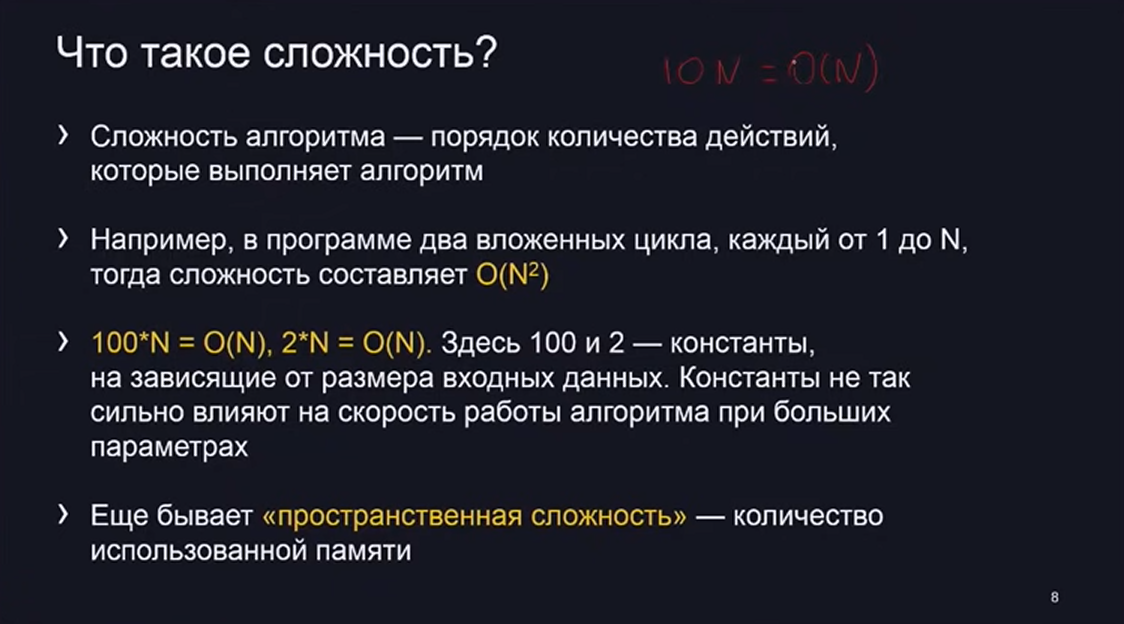 Что такое сложность?
10 N = O(N)
› Сложность алгоритма — порядок количества действий,
которые выполняет алгоритм
› Например, в программе два вложенных цикла, каждый от 1 до N,
тогда сложность составляет O(N²)
› 100*N = O(N), 2*N = O(N). Здесь 100 и 2 — константы,
на зависящие от размера входных данных. Константы не так
сильно влияют на скорость работы алгоритма при больших
параметрах
› Еще бывает «пространственная сложность» — количество
использованной памяти
8